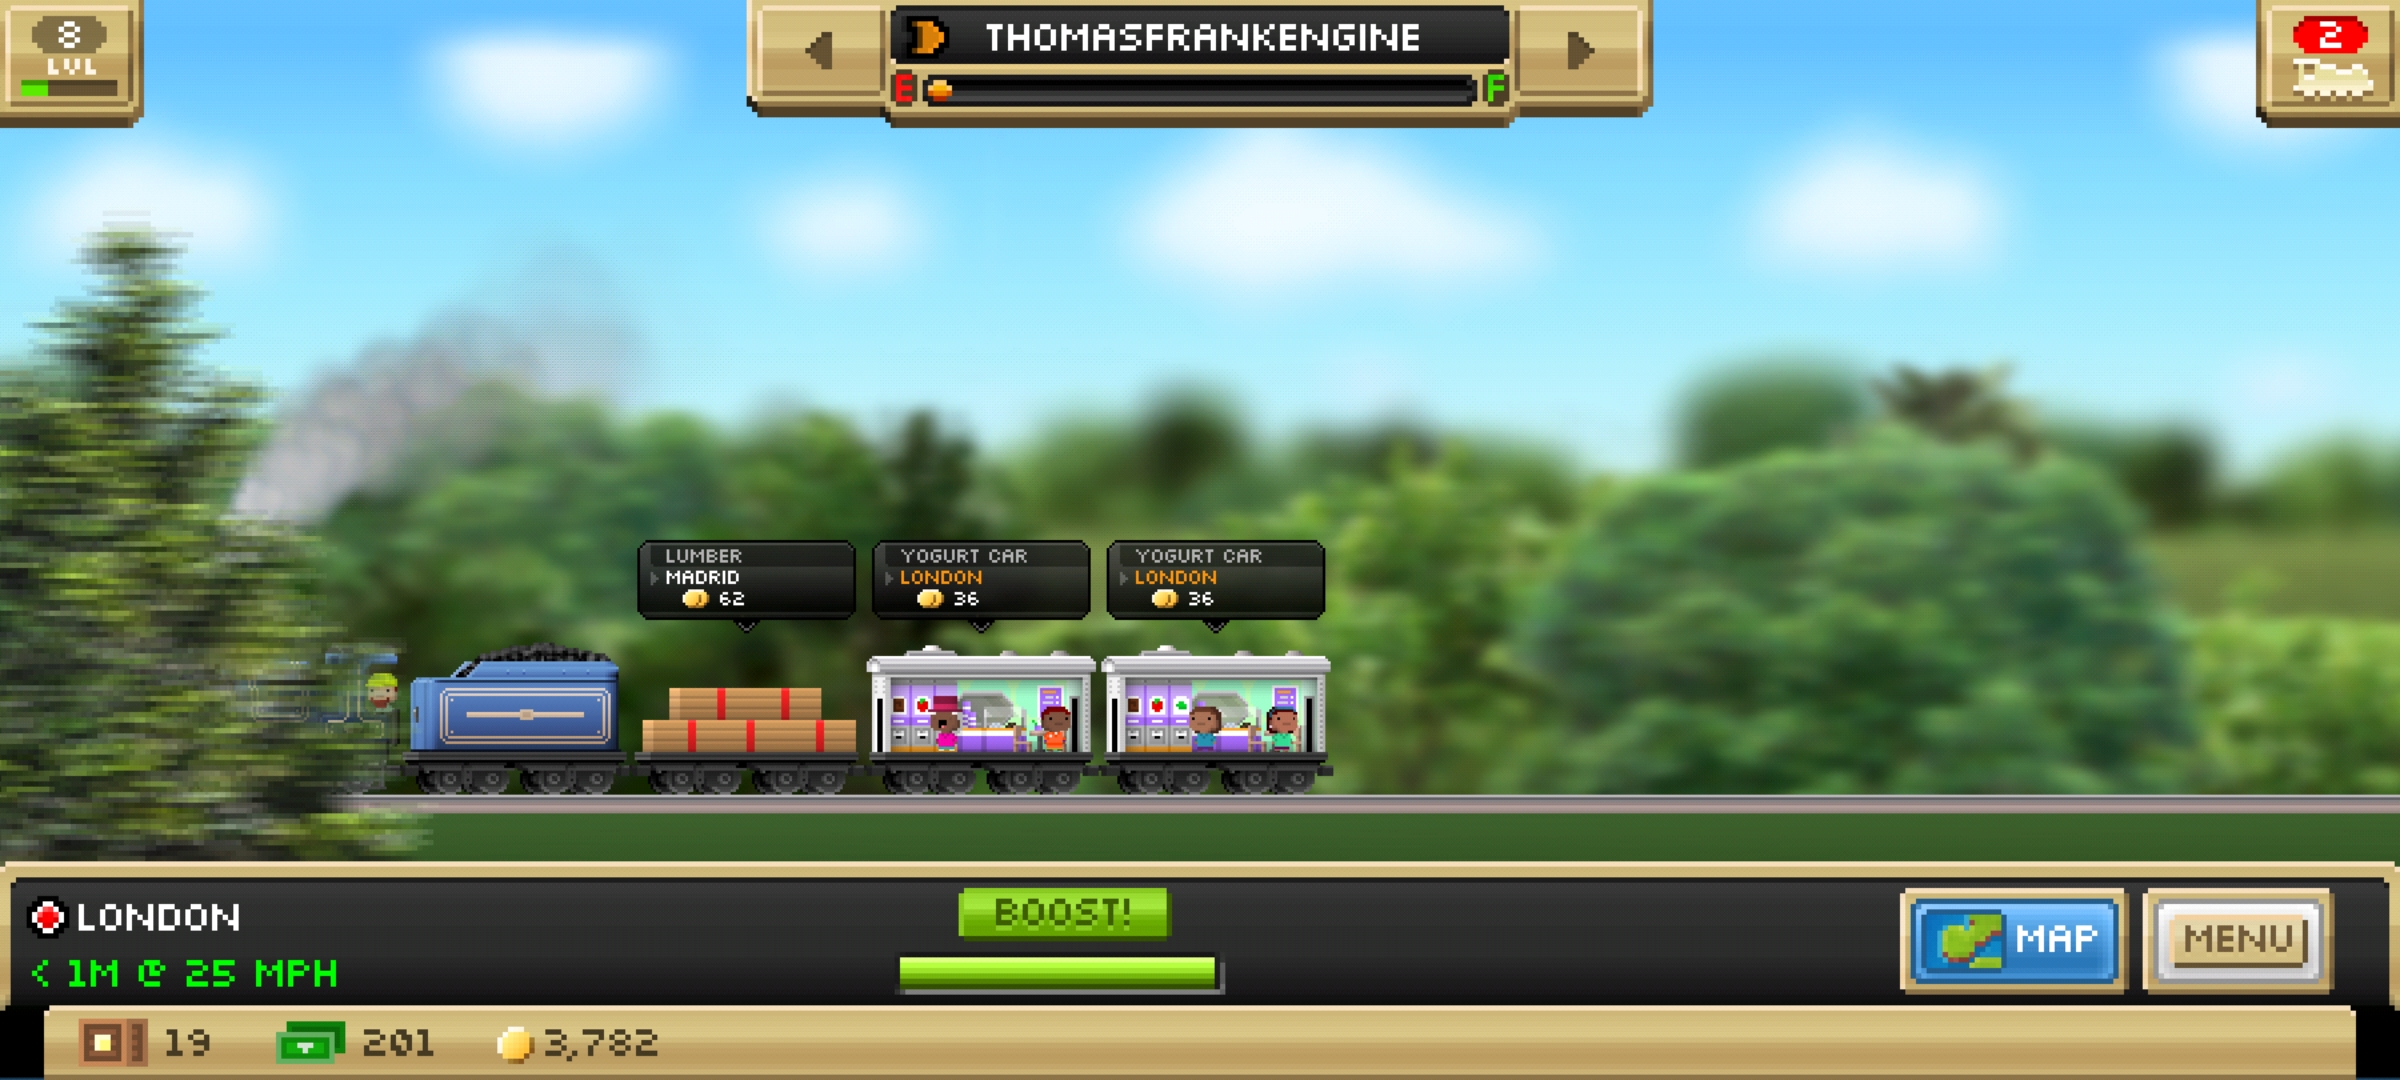 8
LVL
THOMASFRANKENGINE
E F
2
LUMBER
MADRID
62
YOGURT CAR
LONDON
36
YOGURT CAR
LONDON
36
LONDON
< 1M @ 25 MPH
BOOST!
MAP
MENU
19
201
3,782